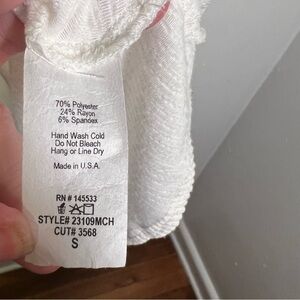 70% Polyester
24% Rayon
6% Spandex
Hand Wash Cold
Do Not Bleach
Hang or Line Dry
Made in U.S.A.
RN # 145533
STYLE# 23109MCH
CUT# 3568
S